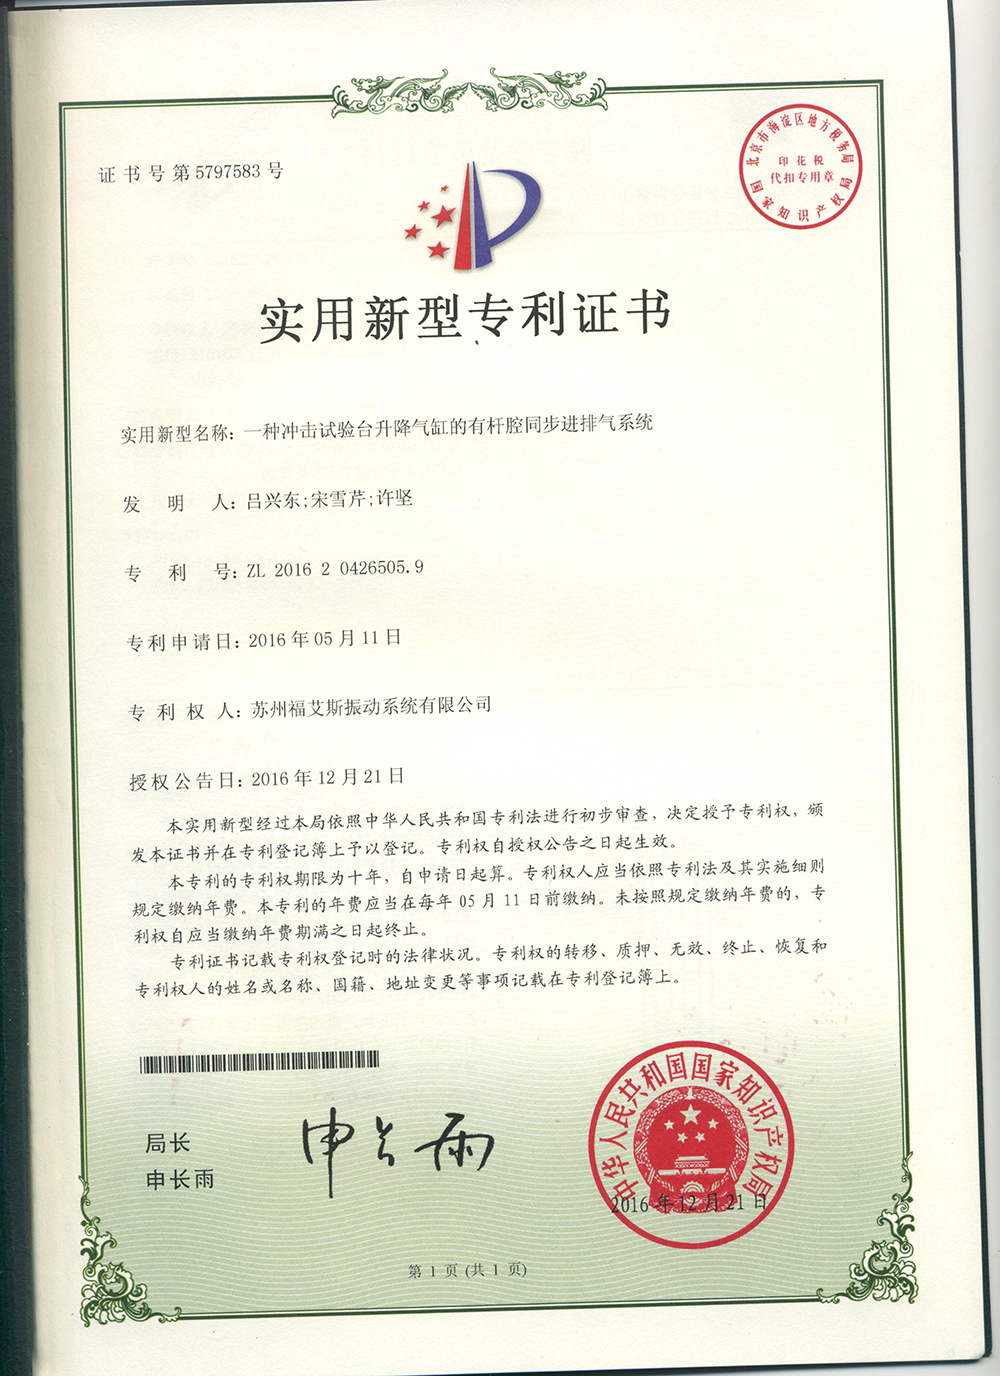 证书号第5797583号
北京市海淀区地方税务局
印花税
代扣专用章
国家知识产权局
实用新型专利证书
实用新型名称：一种冲击试验台升降气缸的有杆腔同步进排气系统
发明人：吕兴东;宋雪芹;许坚
专利号：ZL 2016 2 0426505.9
专利申请日：2016年05月11日
专利权人：苏州福艾斯振动系统有限公司
授权公告日：2016年12月21日
本实用新型经过本局依照中华人民共和国专利法进行初步审查，决定授予专利权，颁
发本证书并在专利登记簿上予以登记。专利权自授权公告之日起生效。
本专利的专利权期限为十年，自申请日起算。专利权人应当依照专利法及其实施细则
规定缴纳年费。本专利的年费应当在每年05月11日前缴纳。未按照规定缴纳年费的，专
利权自应当缴纳年费期满之日起终止。
专利证书记载专利权登记时的法律状况。专利权的转移、质押、无效、终止、恢复和
专利权人的姓名或名称、国籍、地址变更等事项记载在专利登记簿上。
局长
申长雨
申长雨
中华人民共和国国家知识产权局
2016年12月21日
第1页(共1页)